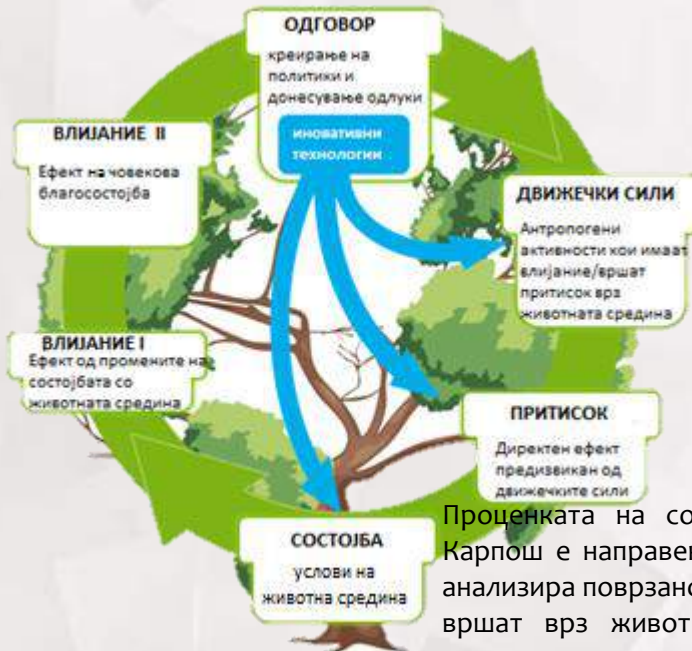 ОДГОВОР
креирање на
политики и
донесување одлуки
иновативни
технологии
ВЛИЈАНИЕ II
Ефект на човекова
благосостојба
ДВИЖЕЧКИ СИЛИ
Антропогени
активности кои имаат
влијание/вршат
притисок врз
животната средина
ВЛИЈАНИЕ I
Ефект од промените на
состојбата со
животната средина
ПРИТИСОК
Директен ефект
предизвикан од
движечките сили
СОСТОЈБА
услови на
животна средина
Проценката на со
Карпош е направен
анализира поврзано
вршат врз живот